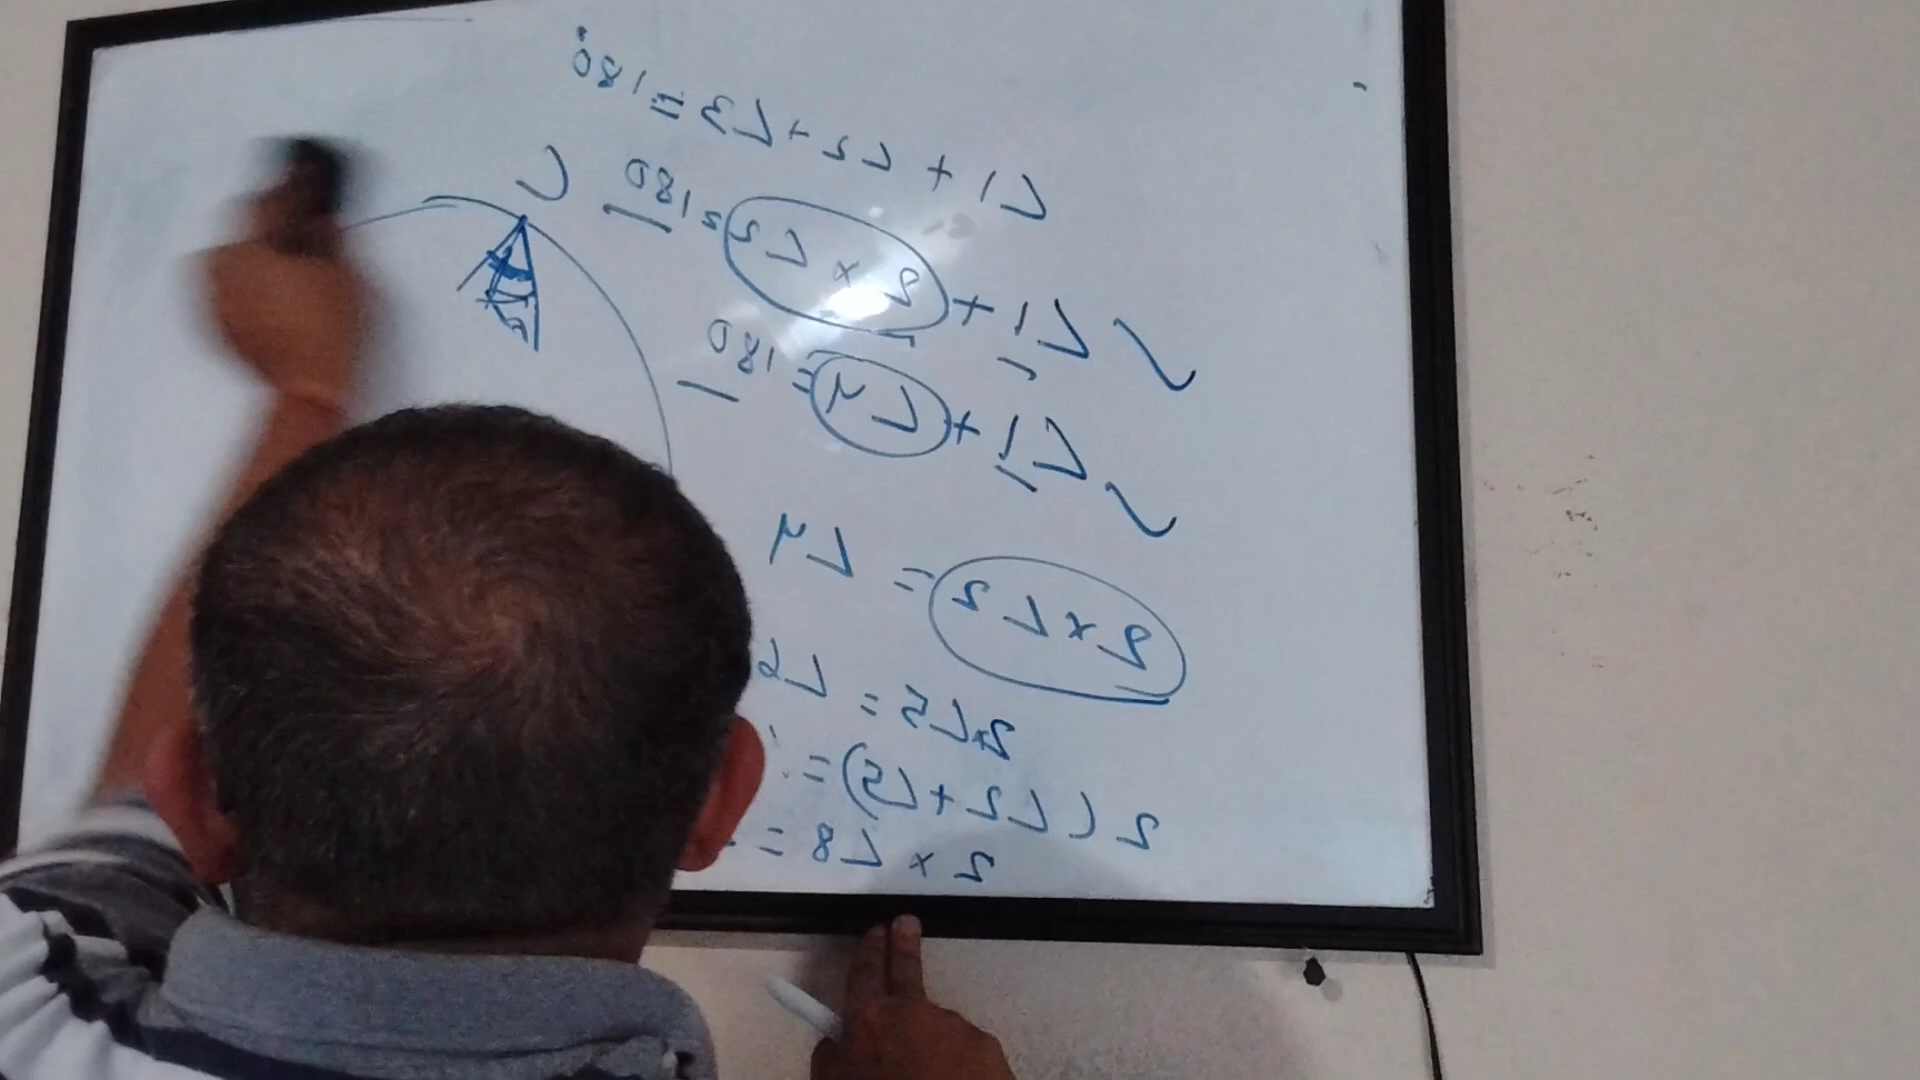 <1 + <2 + <3 = 180°
<1 + 2 × <2 = 180
<1 + <4 = 180
2 × <2 = <4
2 × <5 = <6
2 ( <2 + <5) =
2 × <8 =
C